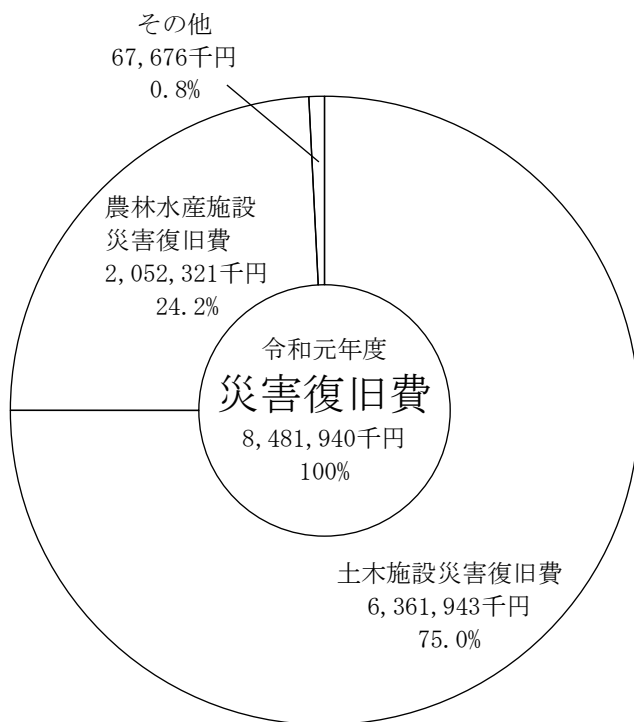 その他
67,676千円
0.8%
農林水産施設
災害復旧費
2,052,321千円
24.2%
令和元年度
災害復旧費
8,481,940千円
100%
土木施設災害復旧費
6,361,943千円
75.0%